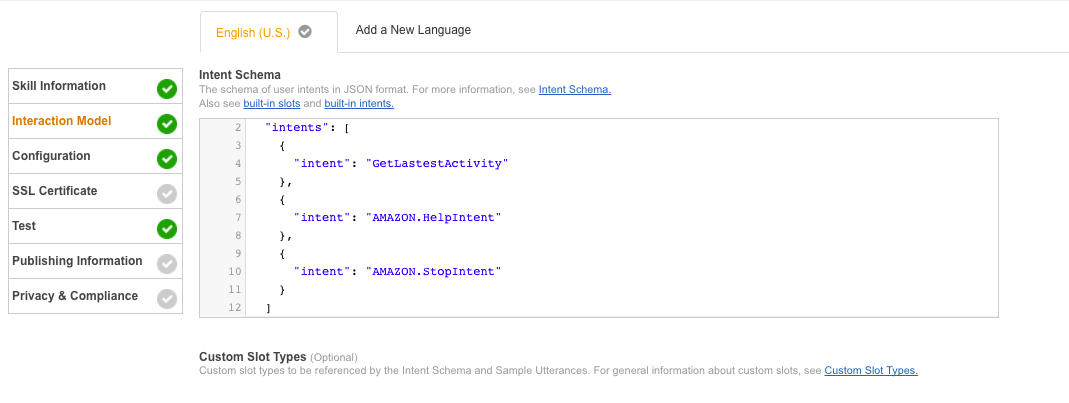 English (U.S.)
Add a New Language
Skill Information
Interaction Model
Configuration
SSL Certificate
Test
Publishing Information
Privacy & Compliance
Intent Schema
The schema of user intents in JSON format. For more information, see Intent Schema.
Also see built-in slots and built-in intents.
2 "intents": [
3 {
4 "intent": "GetLastestActivity"
5 },
6 {
7 "intent": "AMAZON.HelpIntent"
8 },
9 {
10 "intent": "AMAZON.StopIntent"
11 }
12 ]
Custom Slot Types (Optional)
Custom slot types to be referenced by the Intent Schema and Sample Utterances. For general information about custom slots, see Custom Slot Types.